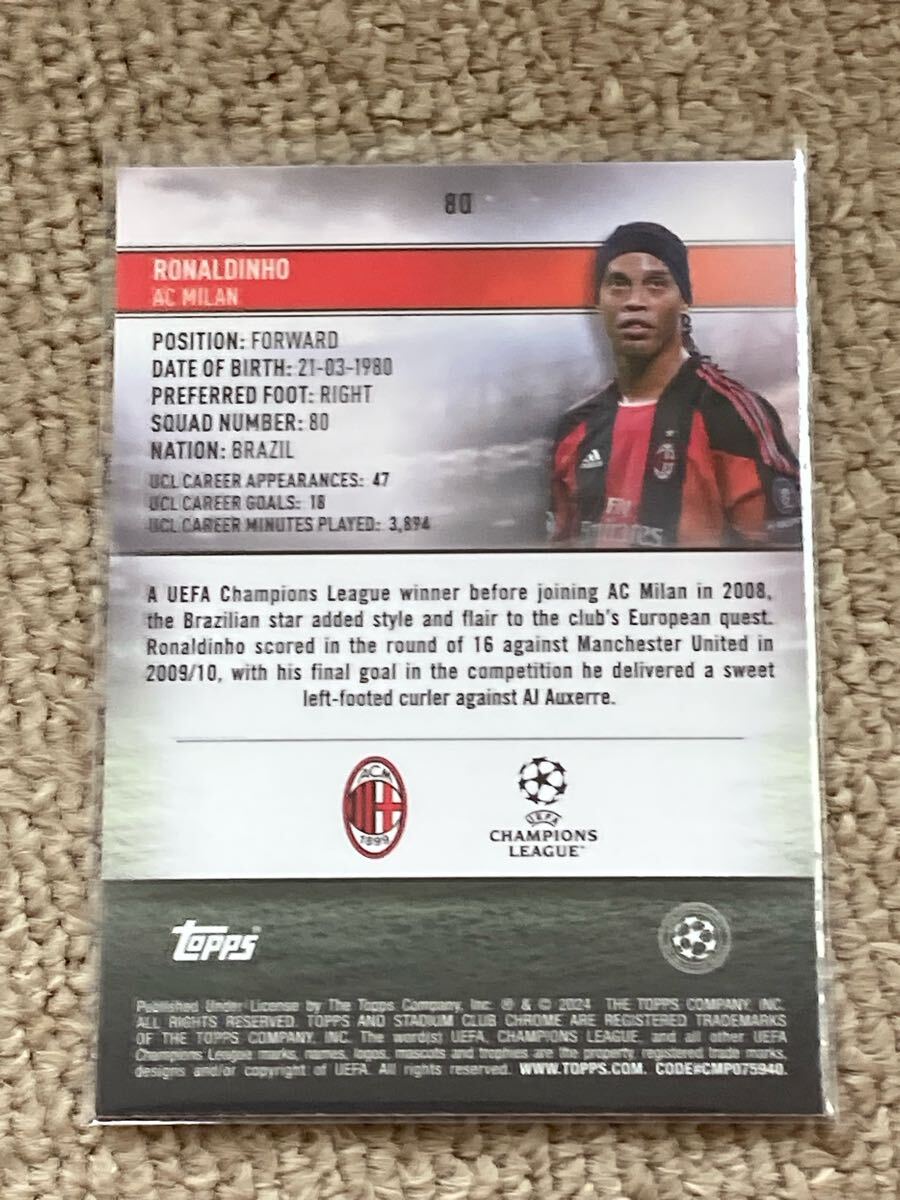 80
RONALDINHO
AC MILAN
POSITION: FORWARD
DATE OF BIRTH: 21-03-1980
PREFERRED FOOT: RIGHT
SQUAD NUMBER: 80
NATION: BRAZIL
UCL CAREER APPEARANCES: 47
UCL CAREER GOALS: 18
UCL CAREER MINUTES PLAYED: 3,894
adidas
Fly
Emirates
A UEFA Champions League winner before joining AC Milan in 2008,
the Brazilian star added style and flair to the club's European quest.
Ronaldinho scored in the round of 16 against Manchester United in
2009/10, with his final goal in the competition he delivered a sweet
left-footed curler against AJ Auxerre.
ACM
1899
UEFA
CHAMPIONS
LEAGUE™
Topps®
Published Under License by The Topps Company, Inc. ® & © 2024 THE TOPPS COMPANY, INC.
ALL RIGHTS RESERVED. TOPPS AND STADIUM CLUB CHROME ARE REGISTERED TRADEMARKS
OF THE TOPPS COMPANY, INC. The word(s) UEFA, CHAMPIONS LEAGUE, and all other UEFA
Champions League marks, names, logos, mascots and trophies are the property, registered trade marks,
designs and/or copyright of UEFA. All rights reserved. WWW.TOPPS.COM. CODE#CMP075940.